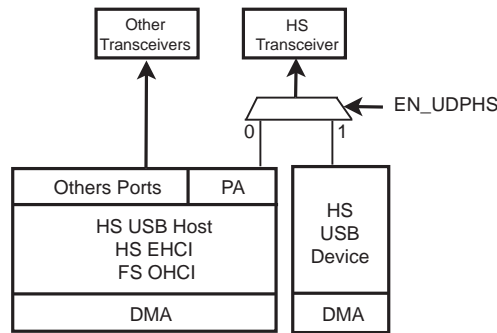 Other
Transceivers
HS
Transceiver
EN_UDPHS
0
1
Others Ports
PA
HS USB Host
HS EHCI
FS OHCI
DMA
HS
USB
Device
DMA